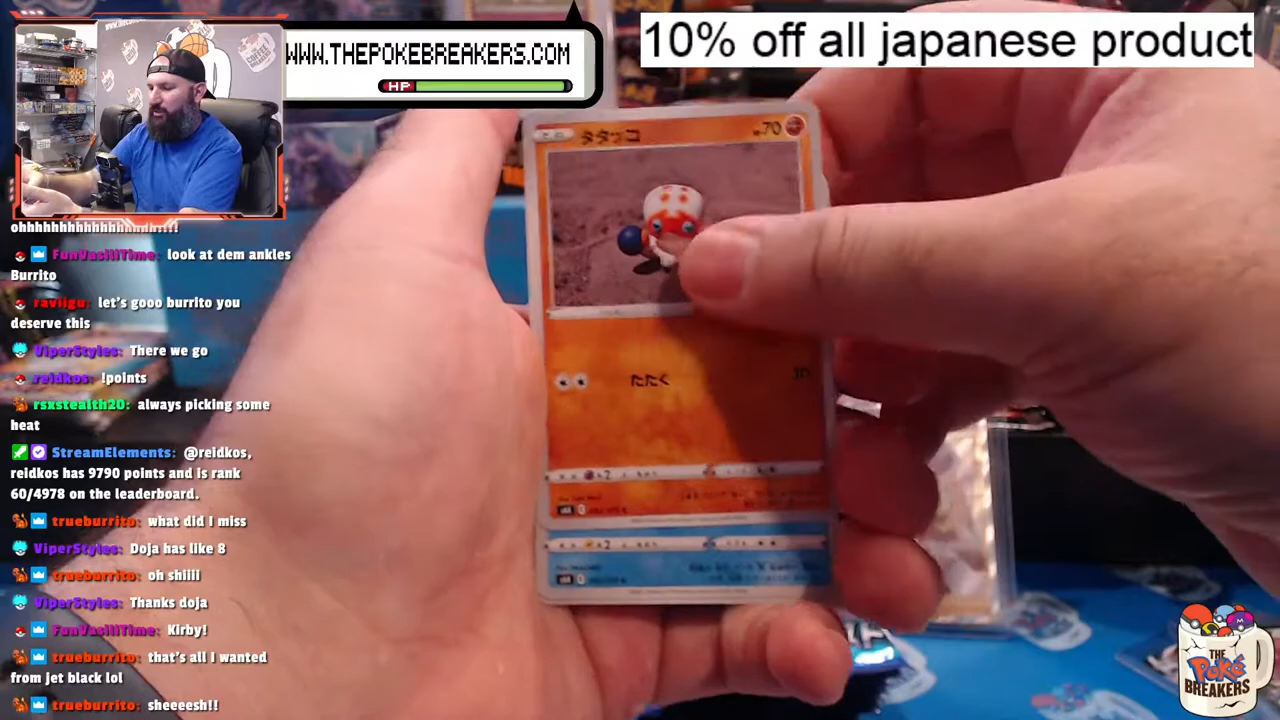 WWW.THEPOKEBREAKERS.COM
HP
10% off all japanese product
タタッコ
70
たたく
ohhhhhhhhhhhhhhhhhh!!!!
FunVasiliTime: look at dem ankles
Burrito
raviigu: let's gooo burrito you
deserve this
ViperStyles: There we go
reidkos: !points
rsxstealth20: always picking some
heat
StreamElements: @reidkos,
reidkos has 9790 points and is rank
60/4978 on the leaderboard.
trueburrito: what did I miss
ViperStyles: Doja has like 8
trueburrito: oh shiii
ViperStyles: Thanks doja
FunVasiliTime: Kirby!
trueburrito: that's all I wanted
from jet black lol
trueburrito: sheeeesh!!
THE
Poké
BREAKERS